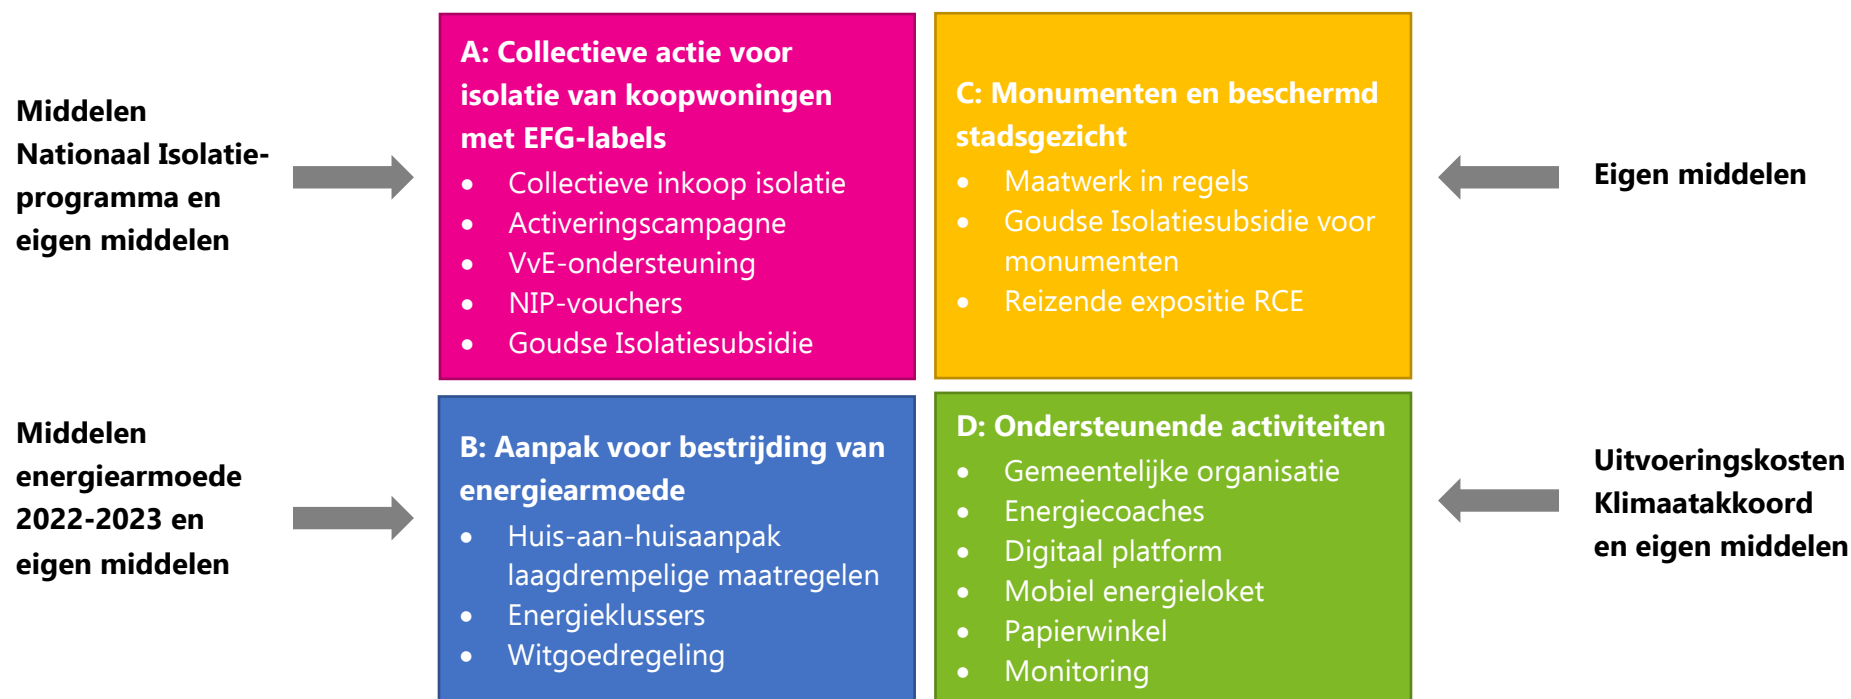 Middelen
Nationaal Isolatie-
programma en
eigen middelen
A: Collectieve actie voor
isolatie van koopwoningen
met EFG-labels
• Collectieve inkoop isolatie
• Activeringscampagne
• VvE-ondersteuning
• NIP-vouchers
• Goudse Isolatiesubsidie
C: Monumenten en beschermd
stadsgezicht
• Maatwerk in regels
• Goudse Isolatiesubsidie voor
monumenten
• Reizende expositie RCE
Eigen middelen
Middelen
energiearmoede
2022-2023 en
eigen middelen
B: Aanpak voor bestrijding van
energiearmoede
• Huis-aan-huisaanpak
laagdrempelige maatregelen
• Energieklussers
• Witgoedregeling
D: Ondersteunende activiteiten
• Gemeentelijke organisatie
• Energiecoaches
• Digitaal platform
• Mobiel energieloket
• Papierwinkel
• Monitoring
Uitvoeringskosten
Klimaatakkoord
en eigen middelen